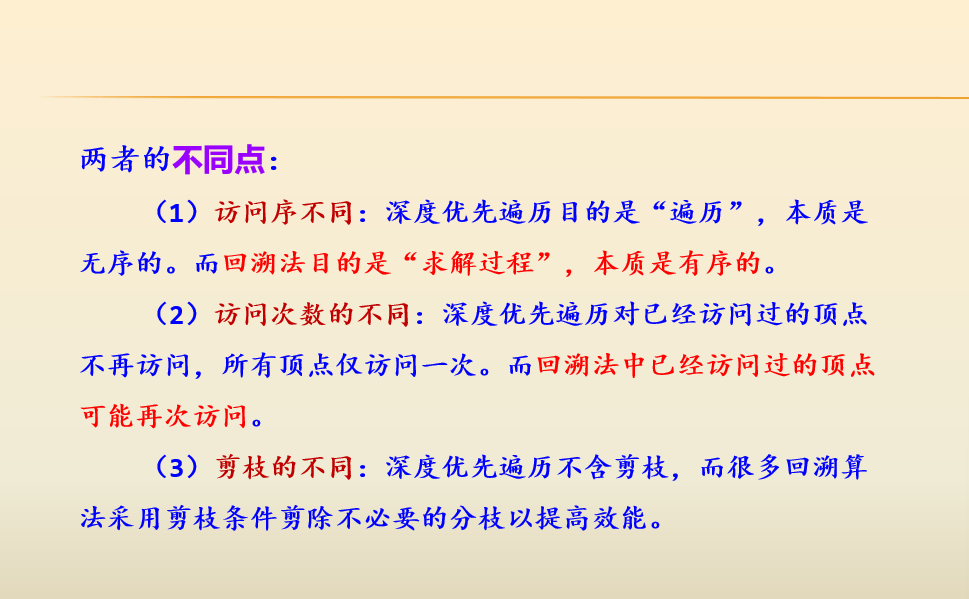 两者的不同点：
（1）访问序不同：深度优先遍历目的是“遍历”，本质是
无序的。而回溯法目的是“求解过程”，本质是有序的。
（2）访问次数的不同：深度优先遍历对已经访问过的顶点
不再访问，所有顶点仅访问一次。而回溯法中已经访问过的顶点
可能再次访问。
（3）剪枝的不同：深度优先遍历不含剪枝，而很多回溯算
法采用剪枝条件剪除不必要的分枝以提高效能。